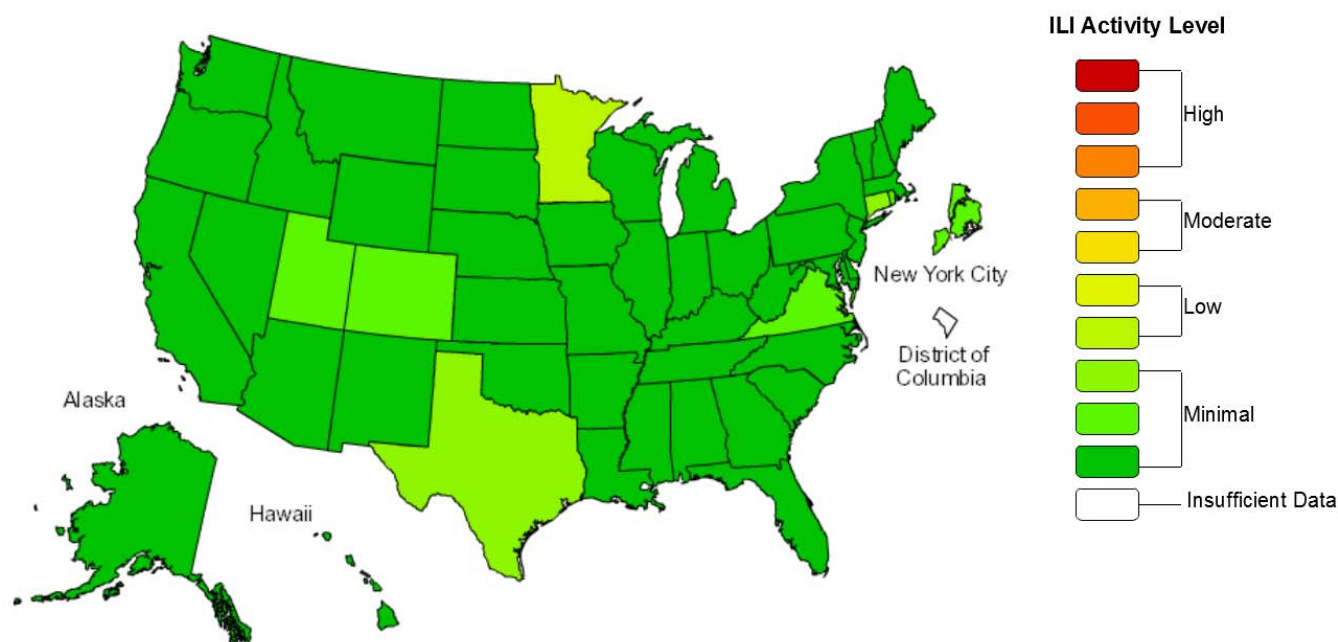 ILI Activity Level
High
Moderate
Low
Minimal
Insufficient Data
New York City
District of
Columbia
Alaska
Hawaii